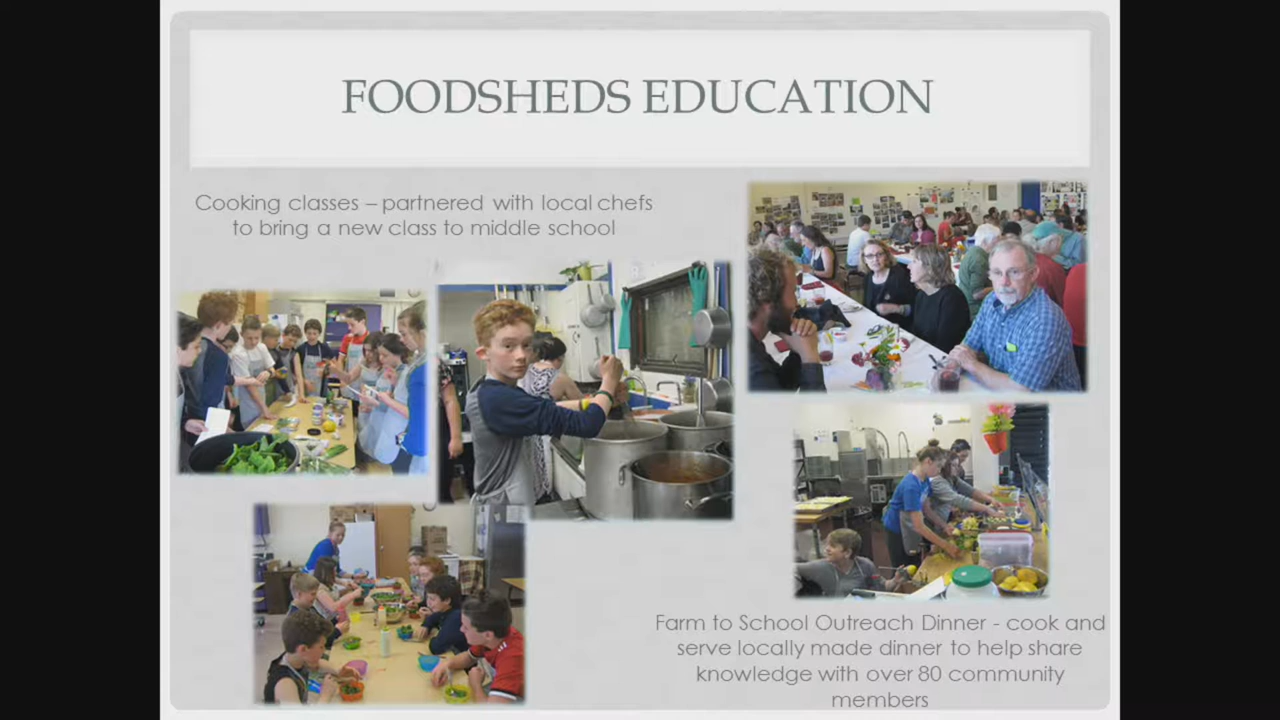 FOODSHEDS EDUCATION
Cooking classes – partnered with local chefs
to bring a new class to middle school
Farm to School Outreach Dinner - cook and
serve locally made dinner to help share
knowledge with over 80 community
members